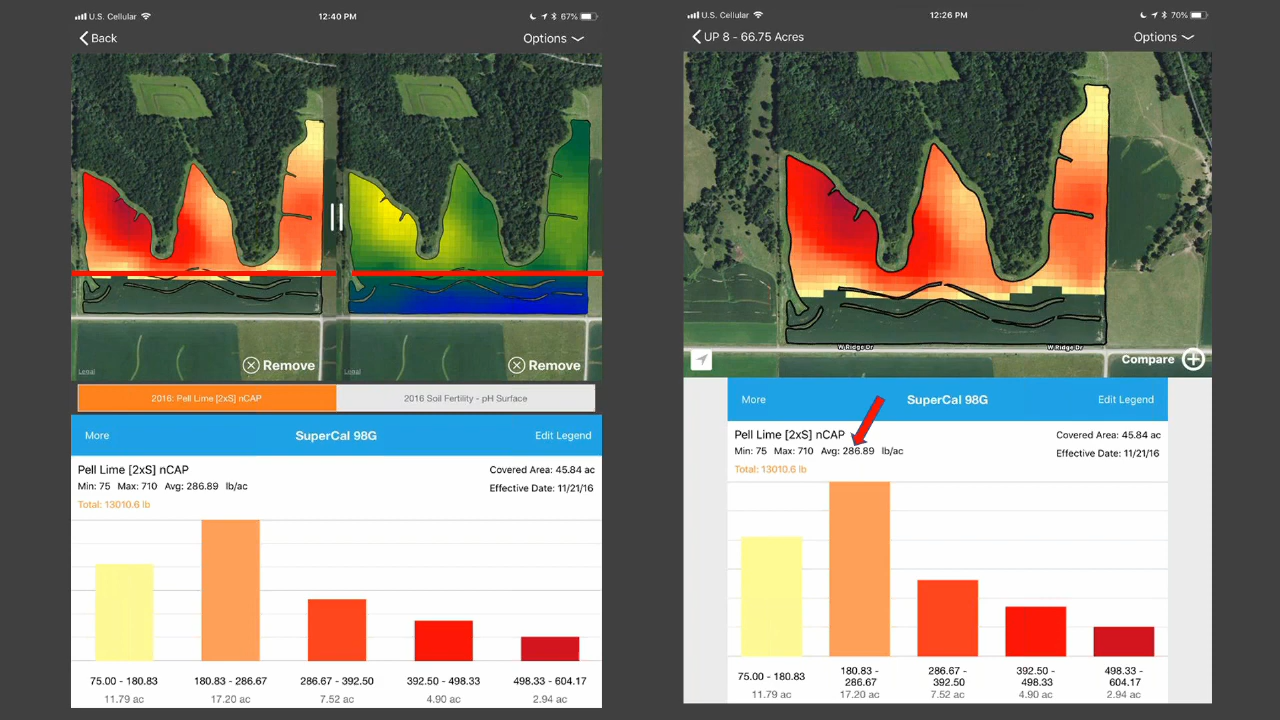 U.S. Cellular
12:40 PM
67%
Back
Options
Legal
Remove
Legal
Remove
2016: Pell Lime [2xS] nCAP
2016 Soil Fertility - pH Surface
More
SuperCal 98G
Edit Legend
Pell Lime [2xS] nCAP
Covered Area: 45.84 ac
Min: 75 Max: 710 Avg: 286.89 lb/ac
Effective Date: 11/21/16
Total: 13010.6 lb
75.00 - 180.83
180.83 - 286.67
286.67 - 392.50
392.50 - 498.33
498.33 - 604.17
11.79 ac
17.20 ac
7.52 ac
4.90 ac
2.94 ac
U.S. Cellular
12:26 PM
70%
UP 8 - 66.75 Acres
Options
W Ridge Dr
W Ridge Dr
Compare
More
SuperCal 98G
Edit Legend
Pell Lime [2xS] nCAP
Covered Area: 45.84 ac
Min: 75 Max: 710 Avg: 286.89 lb/ac
Effective Date: 11/21/16
Total: 13010.6 lb
75.00 - 180.83
180.83 -
286.67
286.67 -
392.50
392.50 -
498.33
498.33 -
604.17
11.79 ac
17.20 ac
7.52 ac
4.90 ac
2.94 ac